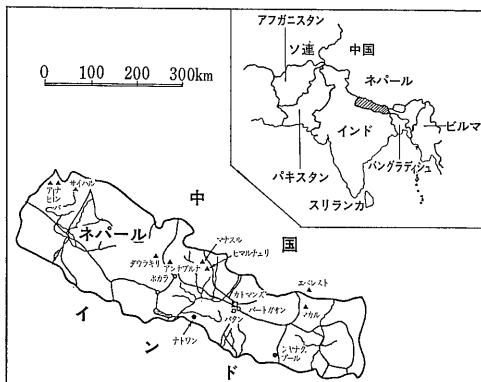 0 100 200 300km
アフガニスタン
ソ連
中国
ネパール
インド
ビルマ
パキスタン
バングラディシュ
スリランカ
サイパル
中
国
ネパール
マナスル
ダウラギリ
アンナプルナ
ヒマルチェリ
ポカラ
エベレスト
カトマンズ
マカル
バートガオン
パタン
ナトワン
ジャナクプール
イ
ン
ド